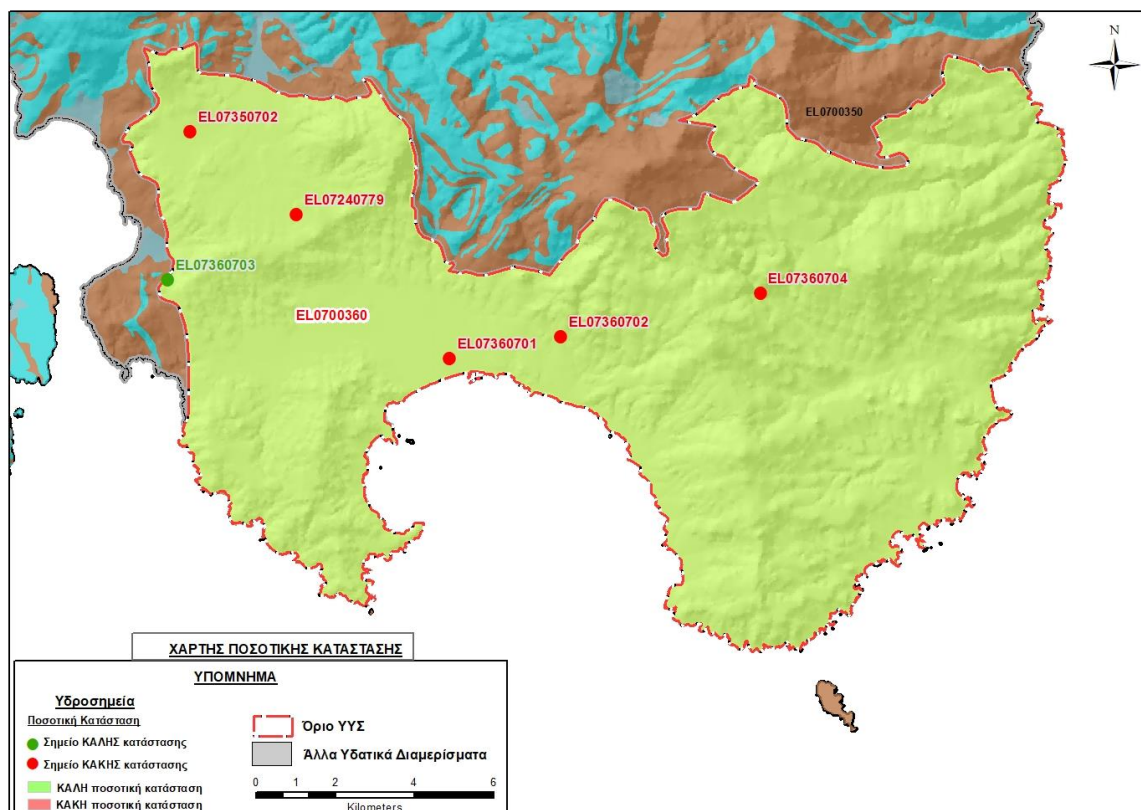 N
EL07350702
EL0700350
EL07240779
EL07360703
EL07360704
EL0700360
EL07360702
EL07360701
ΧΑΡΤΗΣ ΠΟΣΟΤΙΚΗΣ ΚΑΤΑΣΤΑΣΗΣ
ΥΠΟΜΝΗΜΑ
Υδροσημεία
Ποσοτική Κατάσταση
Σημείο ΚΑΛΗΣ κατάστασης
Σημείο ΚΑΚΗΣ κατάστασης
ΚΑΛΗ ποσοτική κατάσταση
ΚΑΚΗ ποσοτική κατάσταση
Όριο ΥΥΣ
Άλλα Υδατικά Διαμερίσματα
0 1 2 4 6
Kilometers